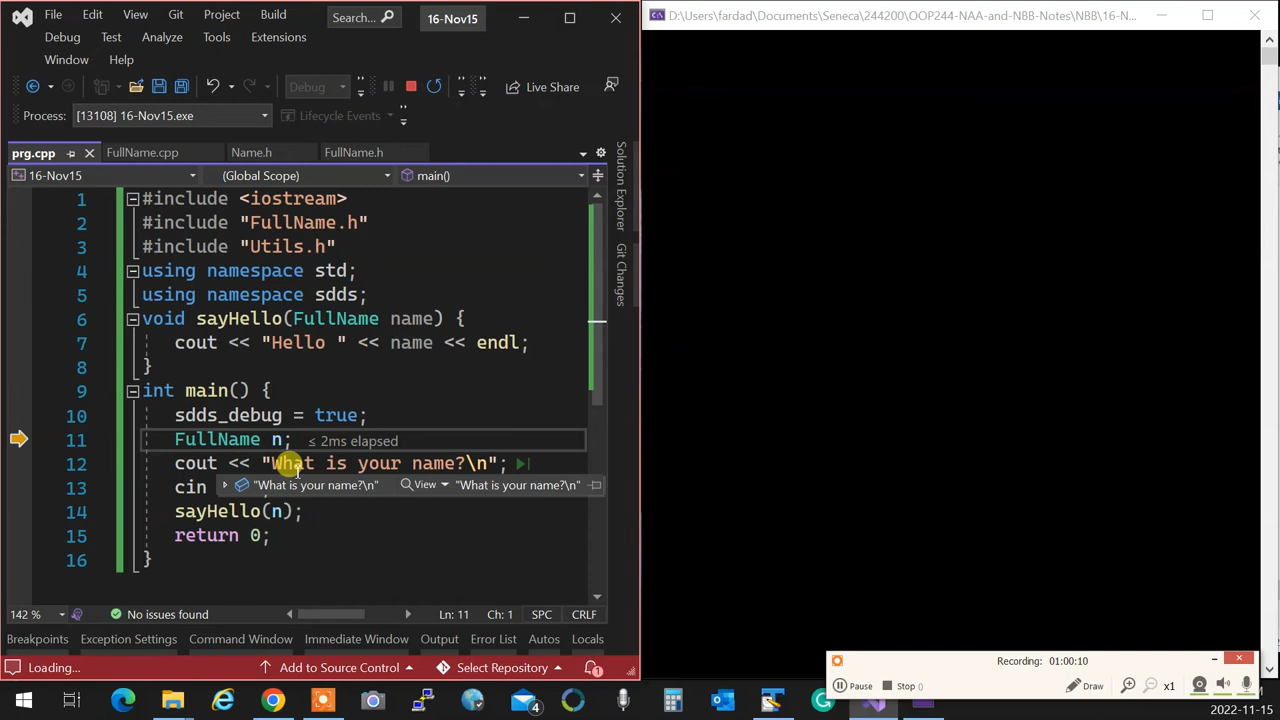 File Edit View Git Project Build Search... 16-Nov15
Debug Test Analyze Tools Extensions
Window Help
Debug Live Share
Process: [13108] 16-Nov15.exe Lifecycle Events
prg.cpp FullName.cpp Name.h FullName.h
16-Nov15 (Global Scope) main()
1 #include <iostream>
2 #include "FullName.h"
3 #include "Utils.h"
4 using namespace std;
5 using namespace sdds;
6 void sayHello(FullName name) {
7 cout << "Hello " << name << endl;
8 }
9 int main() {
10 sdds_debug = true;
11 FullName n; ≤ 2ms elapsed
12 cout << "What is your name?\n";
13 cin
"What is your name?\n" View "What is your name?\n"
14 sayHello(n);
15 return 0;
16 }
Solution Explorer
Git Changes
142 % No issues found Ln: 11 Ch: 1 SPC CRLF
Breakpoints Exception Settings Command Window Immediate Window Output Error List Autos Locals
Loading... Add to Source Control Select Repository 1
D:\Users\fardad\Documents\Seneca\244200\OOP244-NAA-and-NBB-Notes\NBB\16-N...
Recording: 01:00:10
Pause Stop () Draw x1
4
2022-11-15